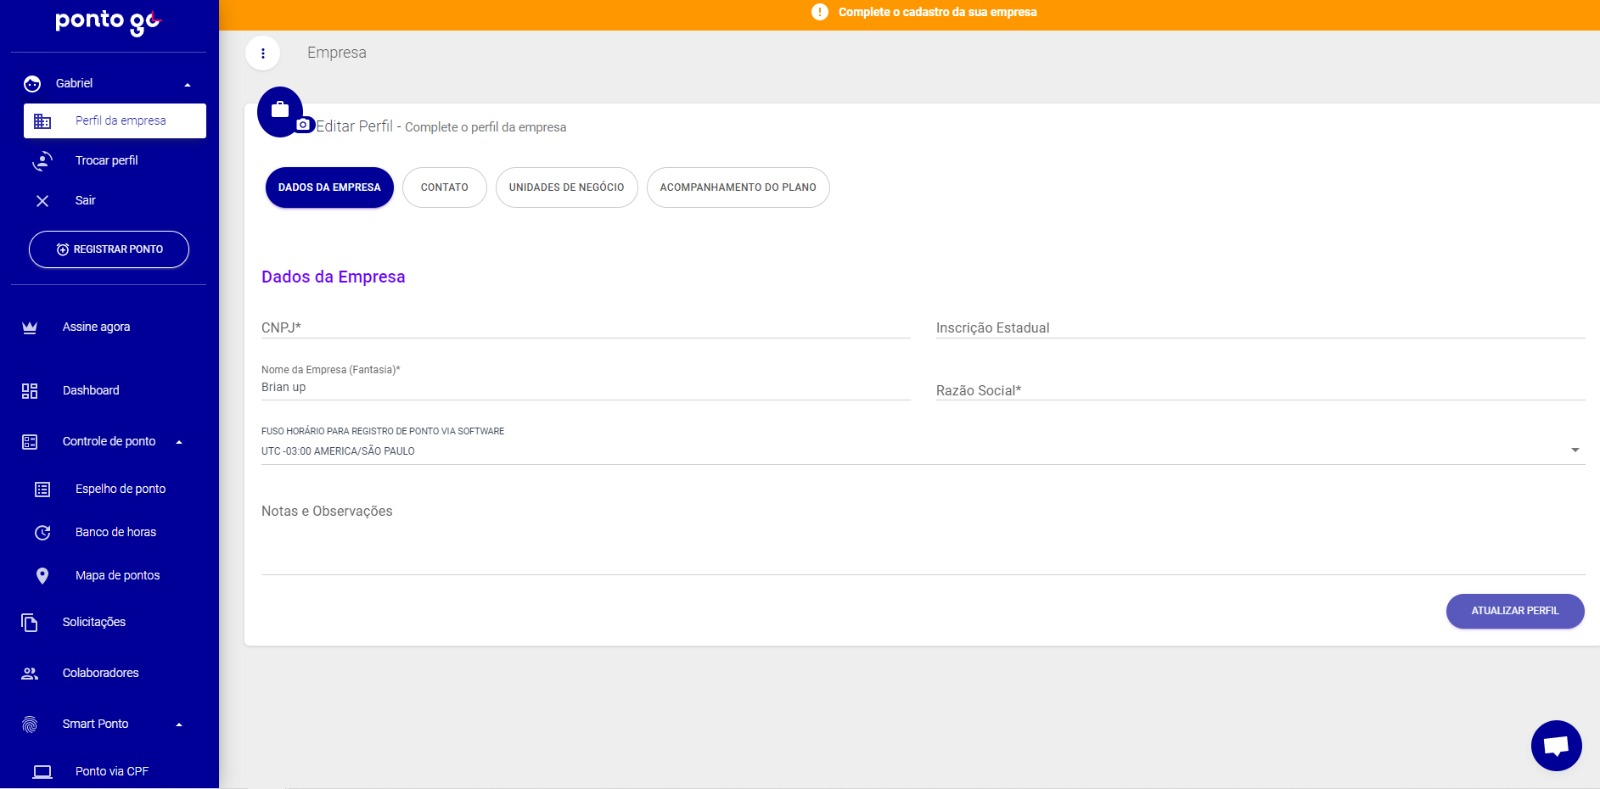 ponto go
Gabriel
Perfil da empresa
Trocar perfil
Sair
REGISTRAR PONTO
Assine agora
Dashboard
Controle de ponto
Espelho de ponto
Banco de horas
Mapa de pontos
Solicitações
Colaboradores
Smart Ponto
Ponto via CPF
Complete o cadastro da sua empresa
Empresa
Editar Perfil - Complete o perfil da empresa
DADOS DA EMPRESA CONTATO UNIDADES DE NEGÓCIO ACOMPANHAMENTO DO PLANO
Dados da Empresa
CNPJ* Inscrição Estadual
Nome da Empresa (Fantasia)*
Brian up
Razão Social*
FUSO HORÁRIO PARA REGISTRO DE PONTO VIA SOFTWARE
UTC -03:00 AMERICA/SÃO PAULO
Notas e Observações
ATUALIZAR PERFIL